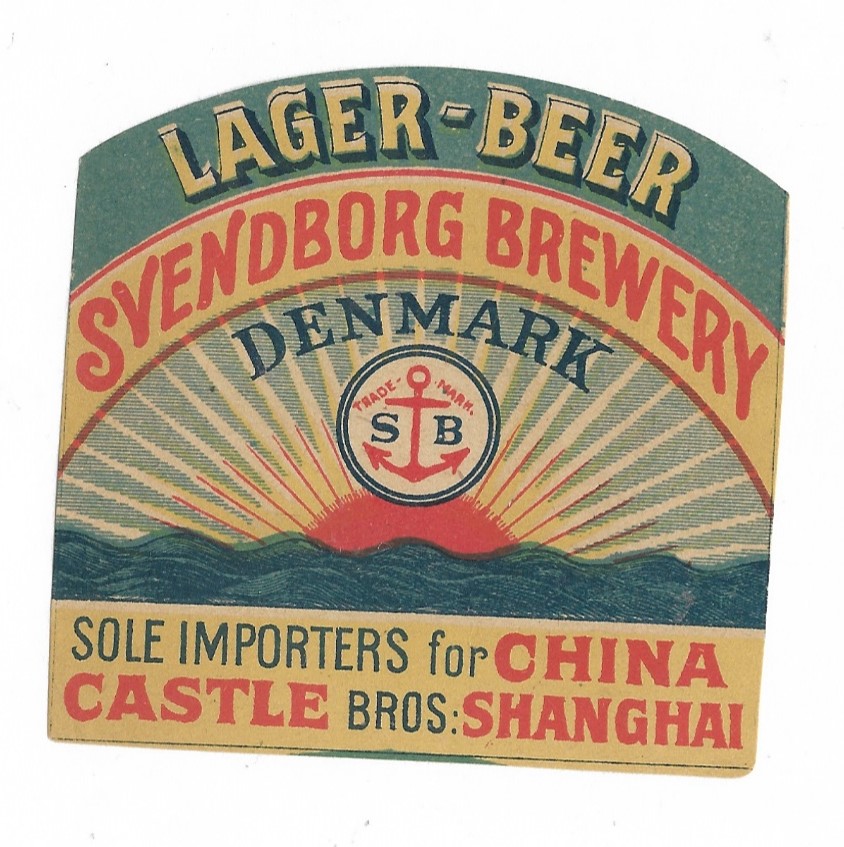 LAGER-BEER
SVENDBORG BREWERY
DENMARK
TRADE-MARK.
S B
SOLE IMPORTERS for CHINA
CASTLE BROS: SHANGHAI